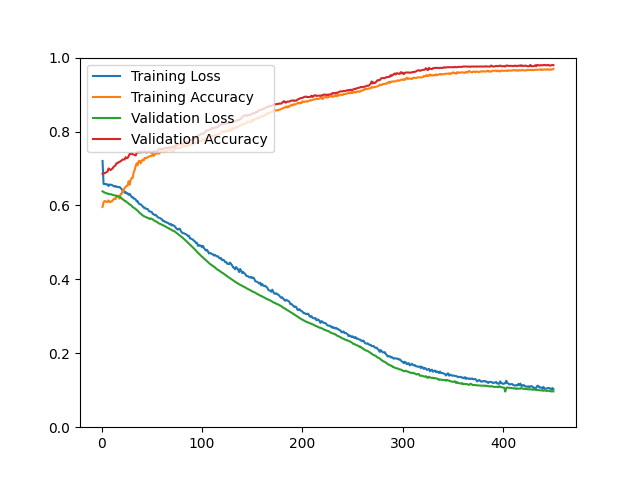 1.0
0.8
0.6
0.4
0.2
0.0
Training Loss
Training Accuracy
Validation Loss
Validation Accuracy
0 100 200 300 400